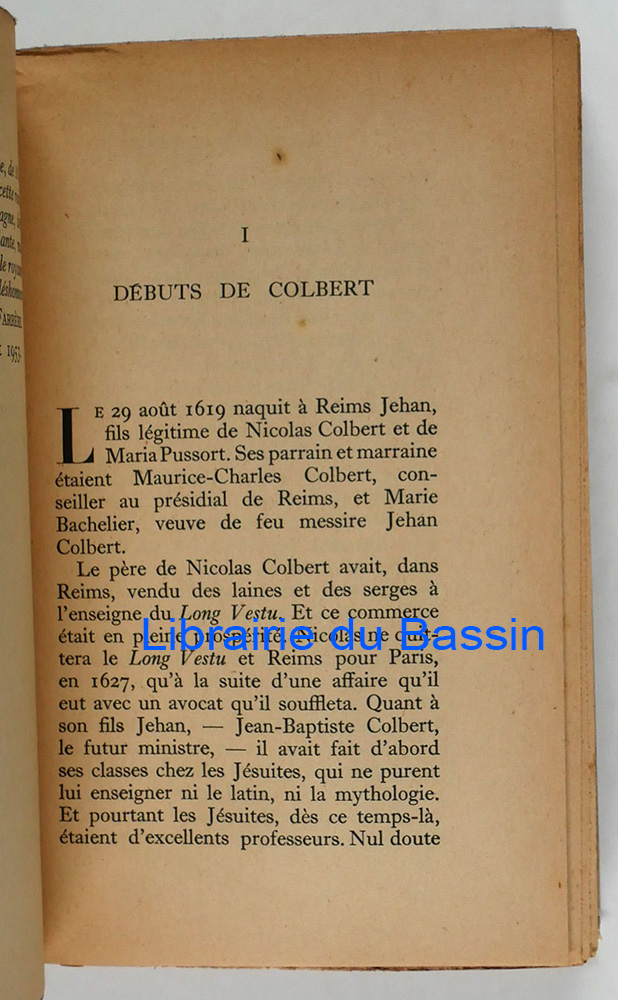 cette
I
DÉBUTS DE COLBERT
LE 29 août 1619 naquit à Reims Jehan,
fils légitime de Nicolas Colbert et de
Maria Pussort. Ses parrain et marraine
étaient Maurice-Charles Colbert, con-
seiller au présidial de Reims, et Marie
Bachelier, veuve de feu messire Jehan
Colbert.
Le père de Nicolas Colbert avait, dans
Reims, vendu des laines et des serges à
l'enseigne du Long Vestu. Et ce commerce
était en pleine prospérité. Nicolas ne quit-
tera le Long Vestu et Reims pour Paris,
en 1627, qu'à la suite d'une affaire qu'il
eut avec un avocat qu'il souffleta. Quant à
son fils Jehan, — Jean-Baptiste Colbert,
le futur ministre, — il avait fait d'abord
ses classes chez les Jésuites, qui ne purent
lui enseigner ni le latin, ni la mythologie.
Et pourtant les Jésuites, dès ce temps-là,
étaient d'excellents professeurs. Nul doute
Librairie du Bassin